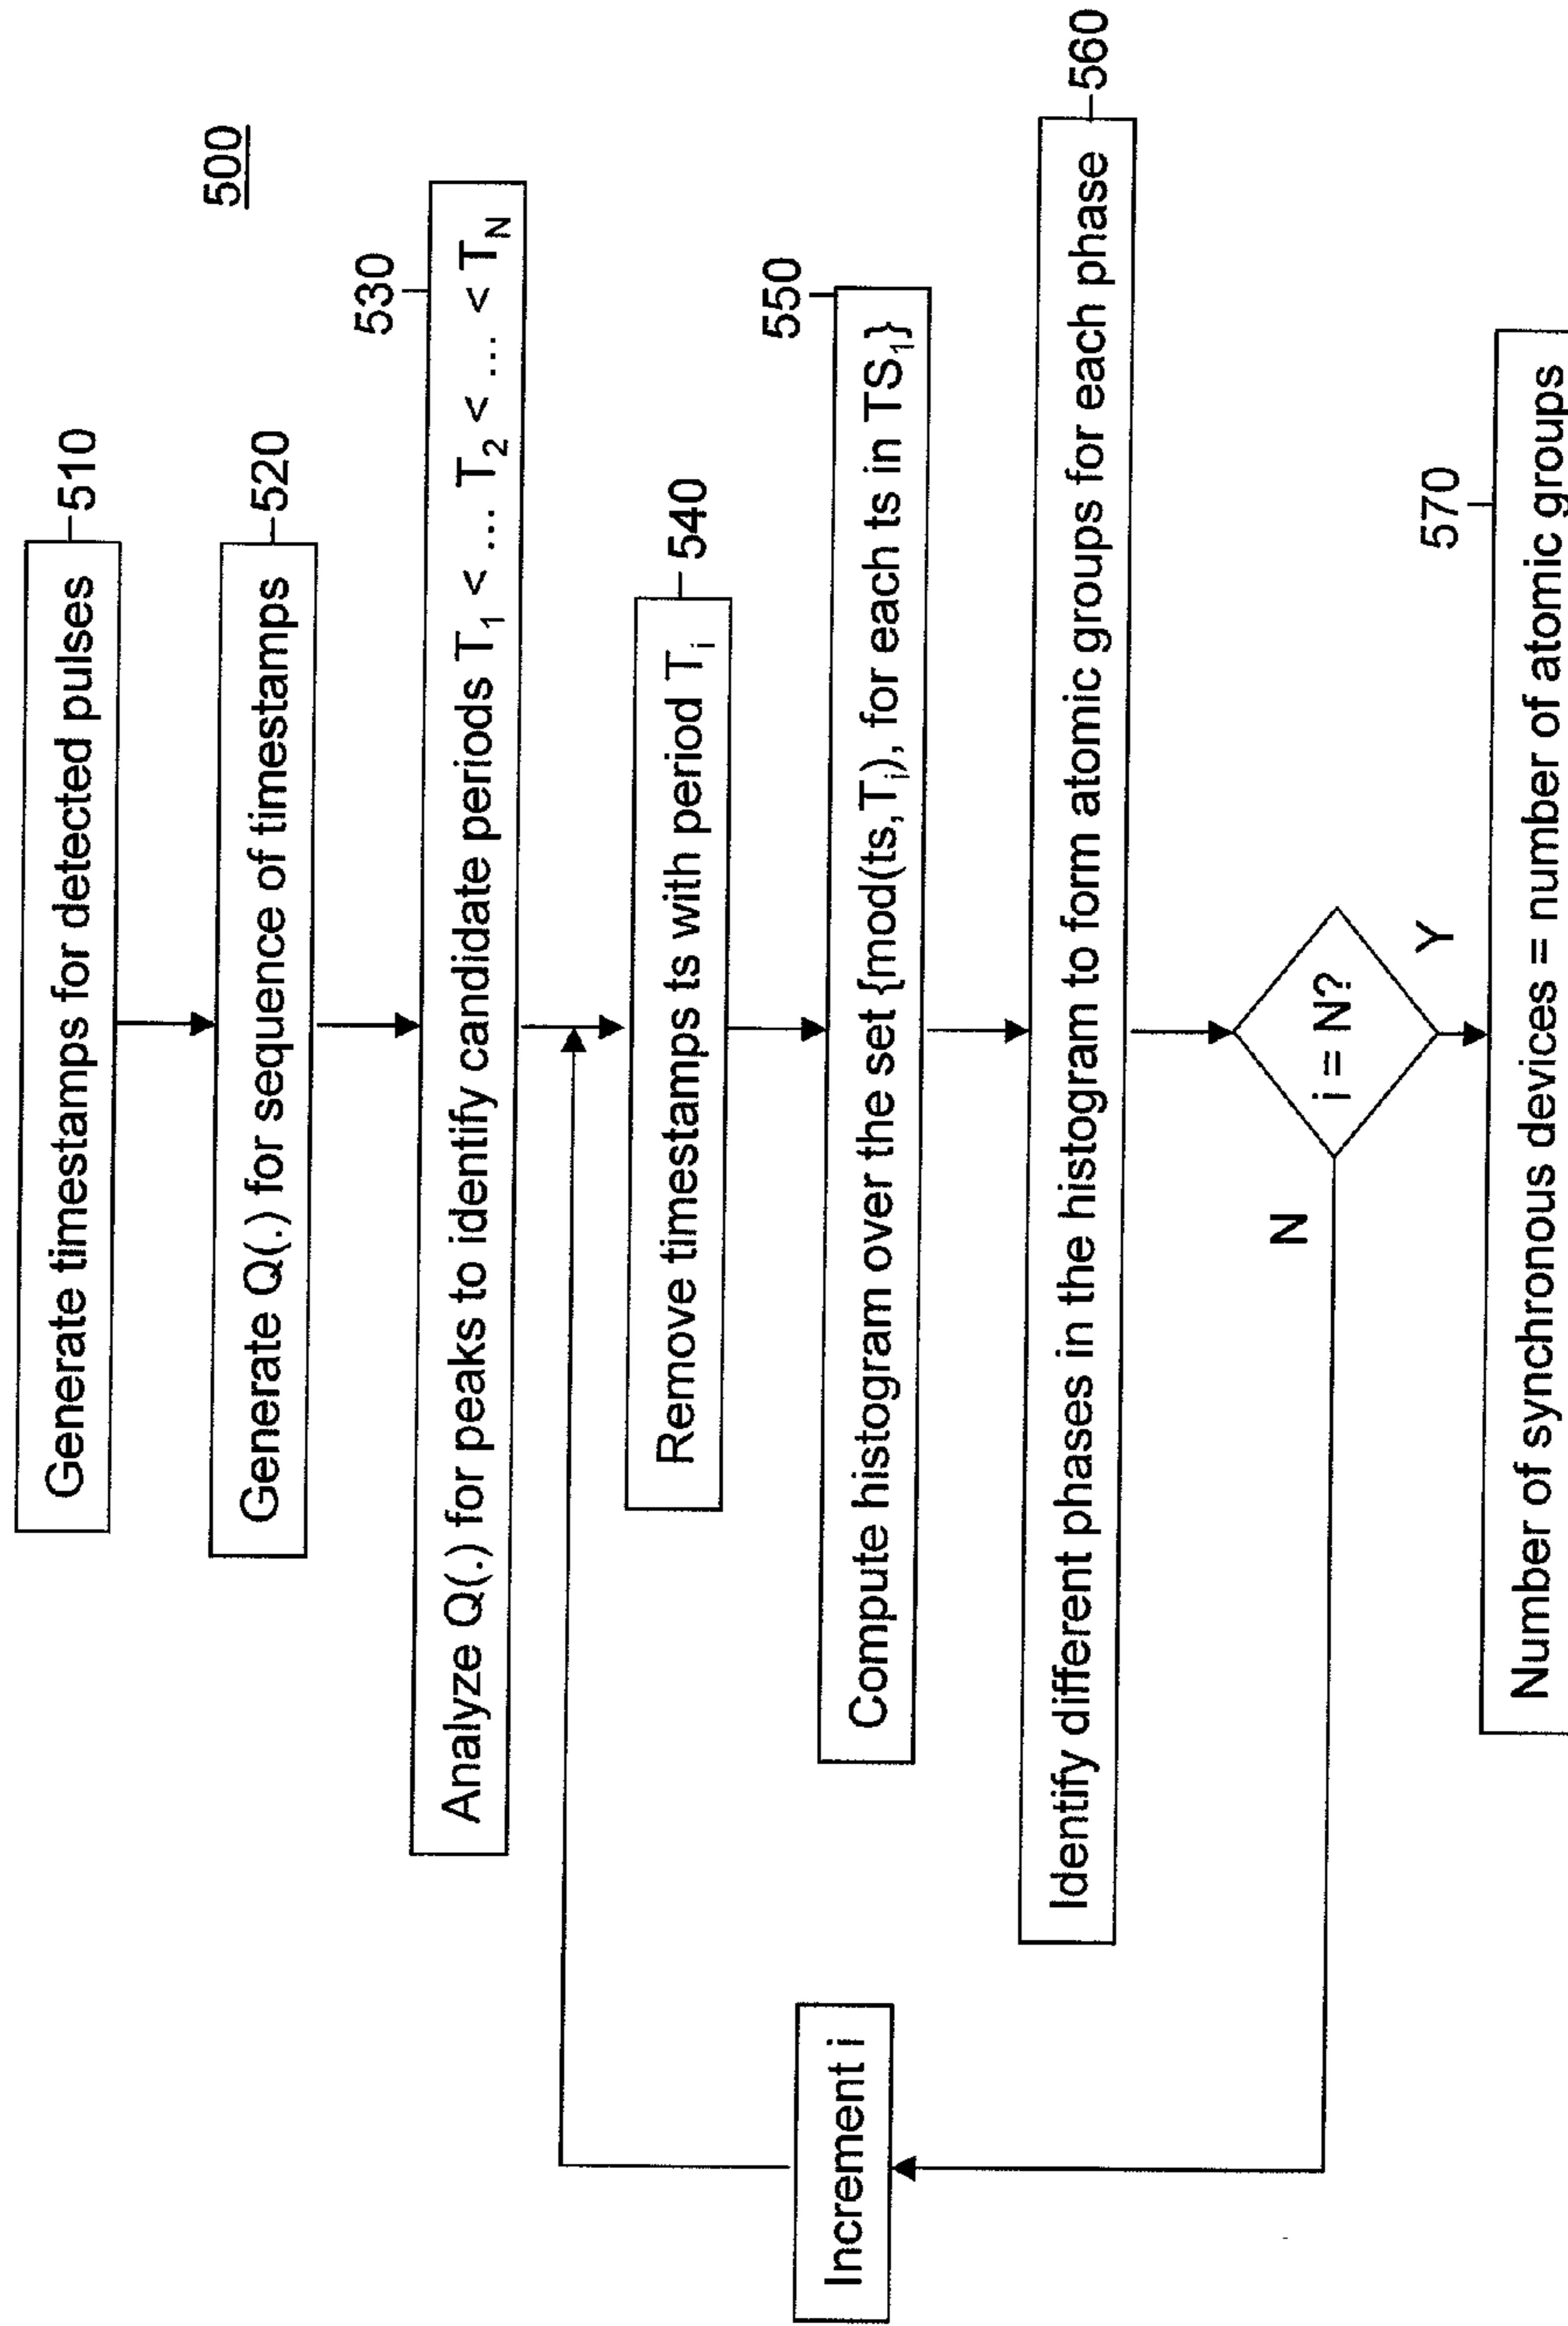 500
Generate timestamps for detected pulses
510
Generate Q(.) for sequence of timestamps
520
530
Analyze Q(.) for peaks to identify candidate periods T1 < ... T2 < ... < TN
Remove timestamps ts with period Ti
540
550
Compute histogram over the set {mod(ts,Ti), for each ts in TS1}
Identify different phases in the histogram to form atomic groups for each phase
560
Increment i
i = N?
N
Y
570
Number of synchronous devices = number of atomic groups